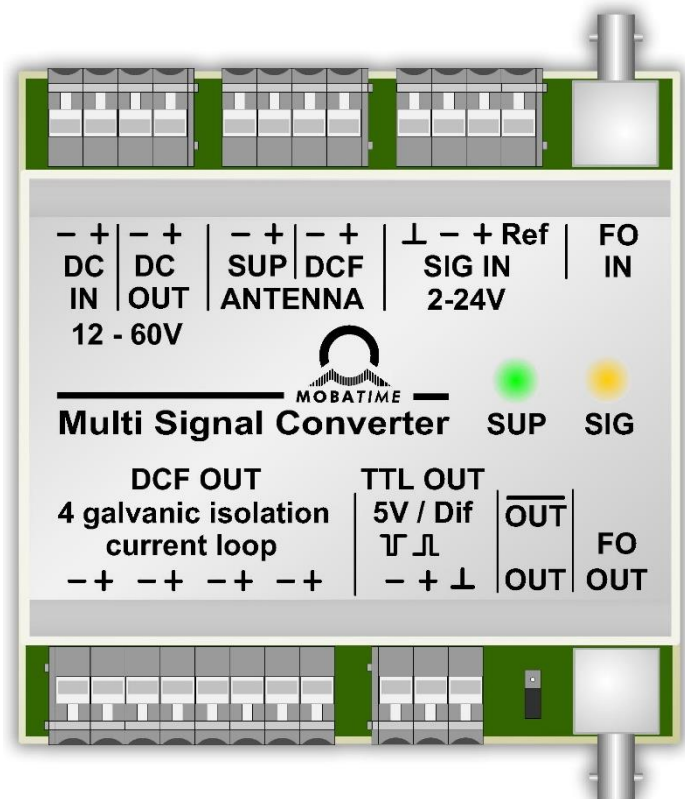 − + − + − + − + ⊥ − + Ref FO
DC DC SUP DCF SIG IN IN
IN OUT ANTENNA 2-24V
12 - 60V
MOBATIME
Multi Signal Converter SUP SIG
DCF OUT TTL OUT
4 galvanic isolation 5V / Dif OUT
current loop FO
− + − + − + − + − + ⊥ OUT OUT